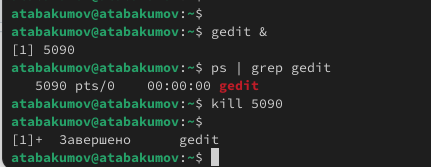 atabakumov@atabakumov:~$
atabakumov@atabakumov:~$ gedit &
[1] 5090
atabakumov@atabakumov:~$ ps | grep gedit
5090 pts/0    00:00:00 gedit
atabakumov@atabakumov:~$ kill 5090
atabakumov@atabakumov:~$
[1]+  Завершено      gedit
atabakumov@atabakumov:~$